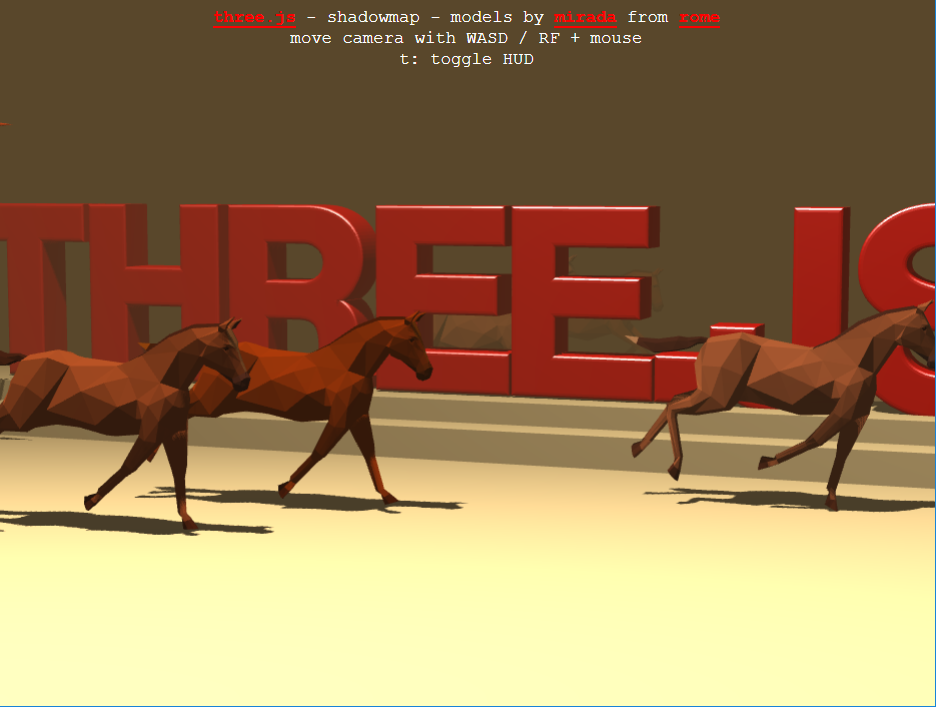 three.js - shadowmap - models by mirada from rome
move camera with WASD / RF + mouse
t: toggle HUD
THREE.JS